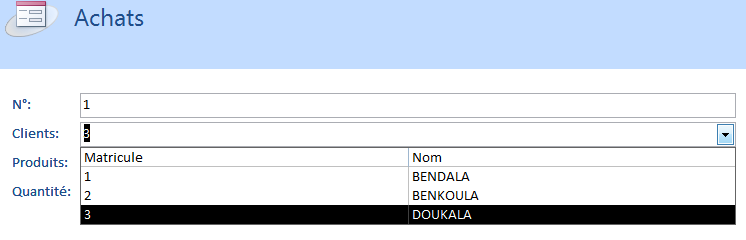 Achats
N°: 1
Clients: 3
Produits: Matricule Nom
1 BENDALA
Quantité: 2 BENKOULA
3 DOUKALA